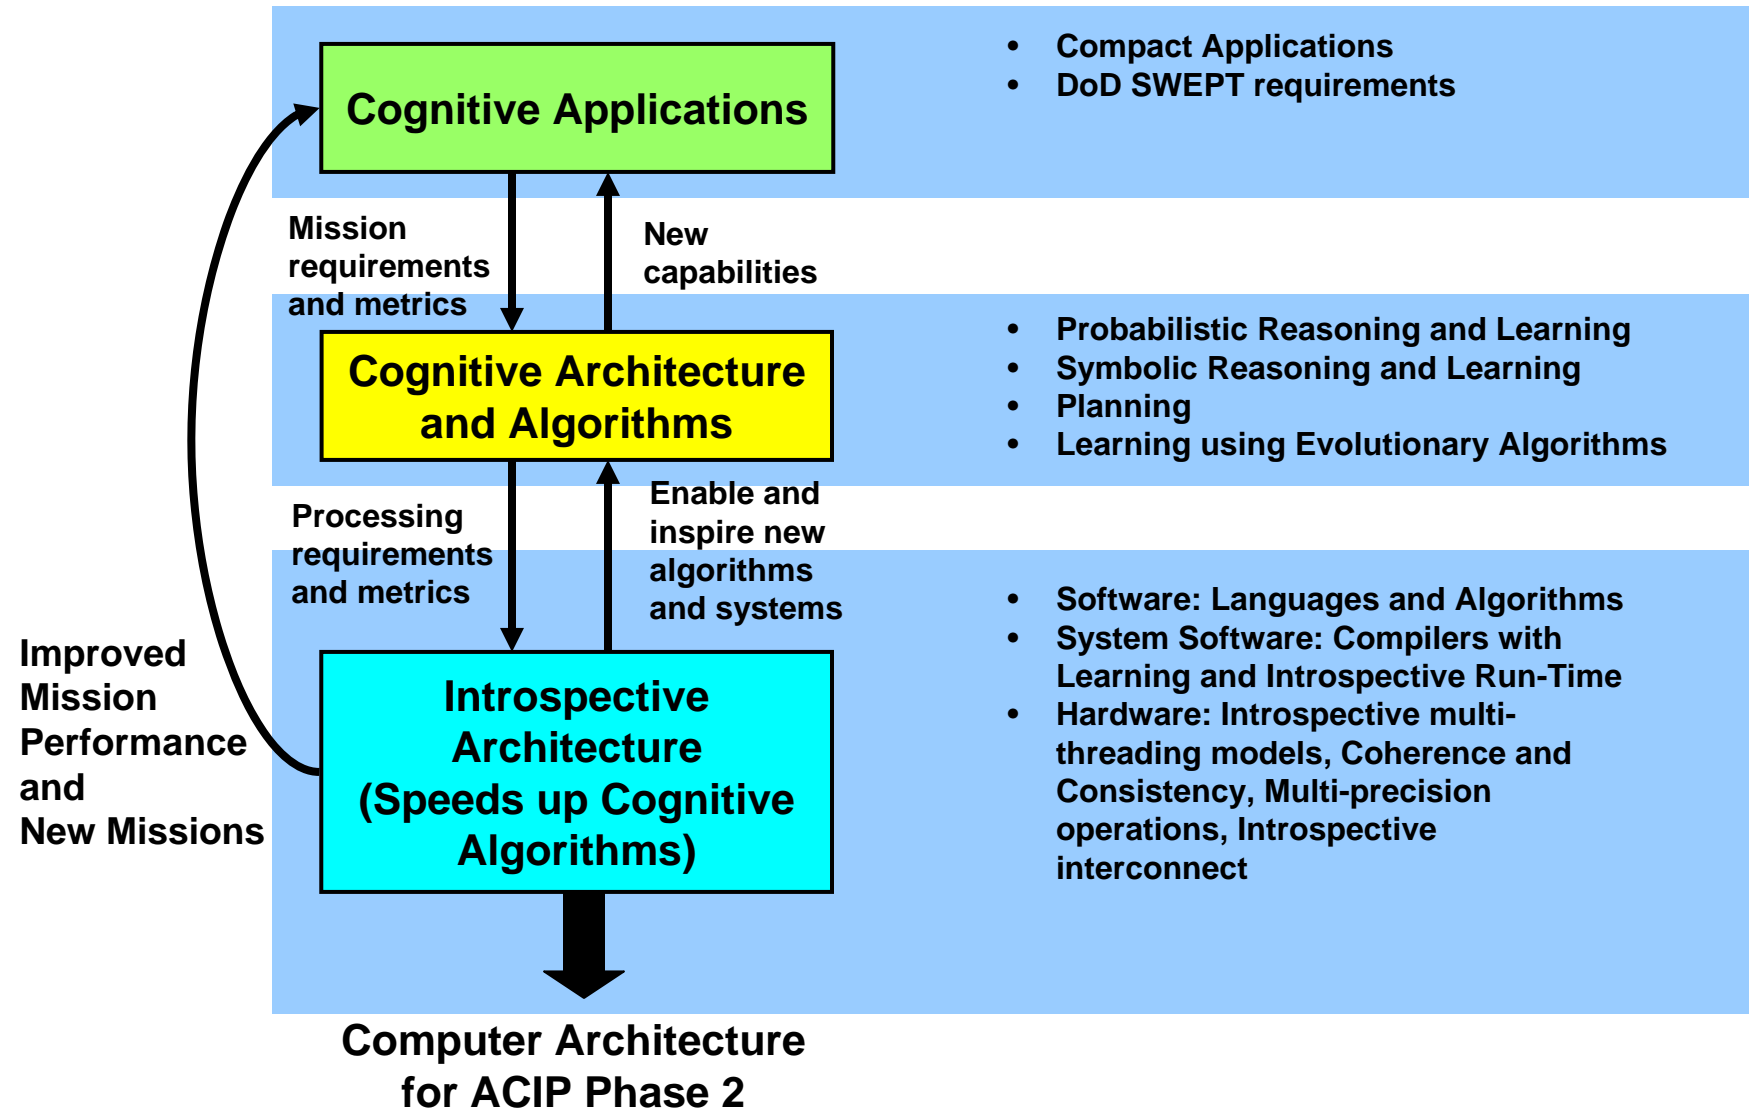 Cognitive Applications
• Compact Applications
• DoD SWEPT requirements
Mission
requirements
and metrics
New
capabilities
Cognitive Architecture
and Algorithms
• Probabilistic Reasoning and Learning
• Symbolic Reasoning and Learning
• Planning
• Learning using Evolutionary Algorithms
Processing
requirements
and metrics
Enable and
inspire new
algorithms
and systems
Improved
Mission
Performance
and
New Missions
Introspective
Architecture
(Speeds up Cognitive
Algorithms)
• Software: Languages and Algorithms
• System Software: Compilers with
Learning and Introspective Run-Time
• Hardware: Introspective multi-
threading models, Coherence and
Consistency, Multi-precision
operations, Introspective
interconnect
Computer Architecture
for ACIP Phase 2